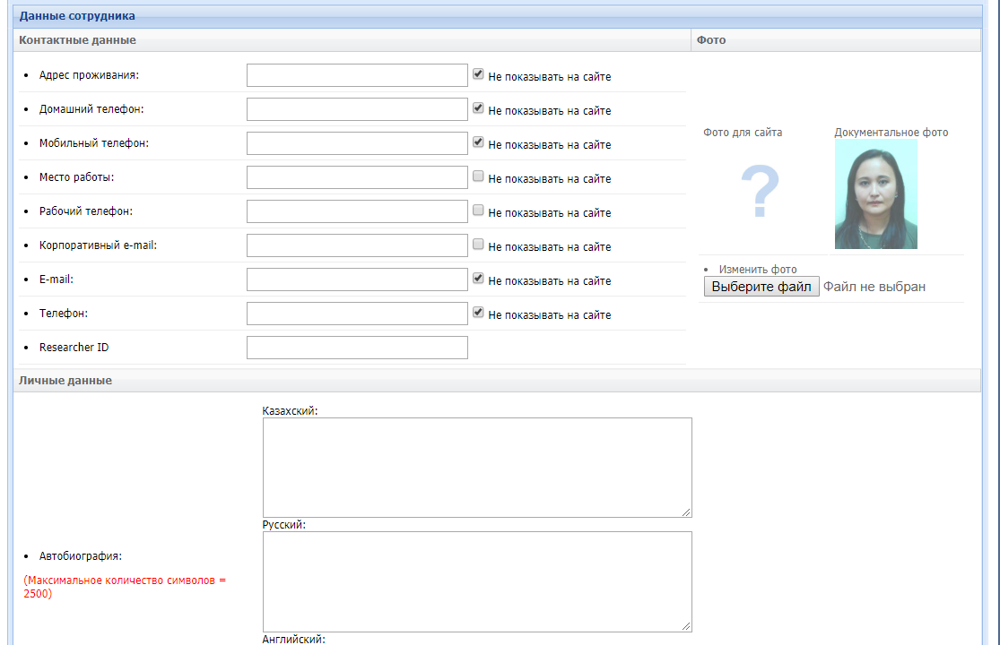 Данные сотрудника
Контактные данные
Фото
Адрес проживания:
Не показывать на сайте
Домашний телефон:
Не показывать на сайте
Мобильный телефон:
Не показывать на сайте
Место работы:
Не показывать на сайте
Рабочий телефон:
Не показывать на сайте
Корпоративный e-mail:
Не показывать на сайте
E-mail:
Не показывать на сайте
Телефон:
Не показывать на сайте
Researcher ID
Фото для сайта
Документальное фото
?
Изменить фото
Выберите файл Файл не выбран
Личные данные
Автобиография:
(Максимальное количество символов =
2500)
Казахский:
Русский:
Английский: